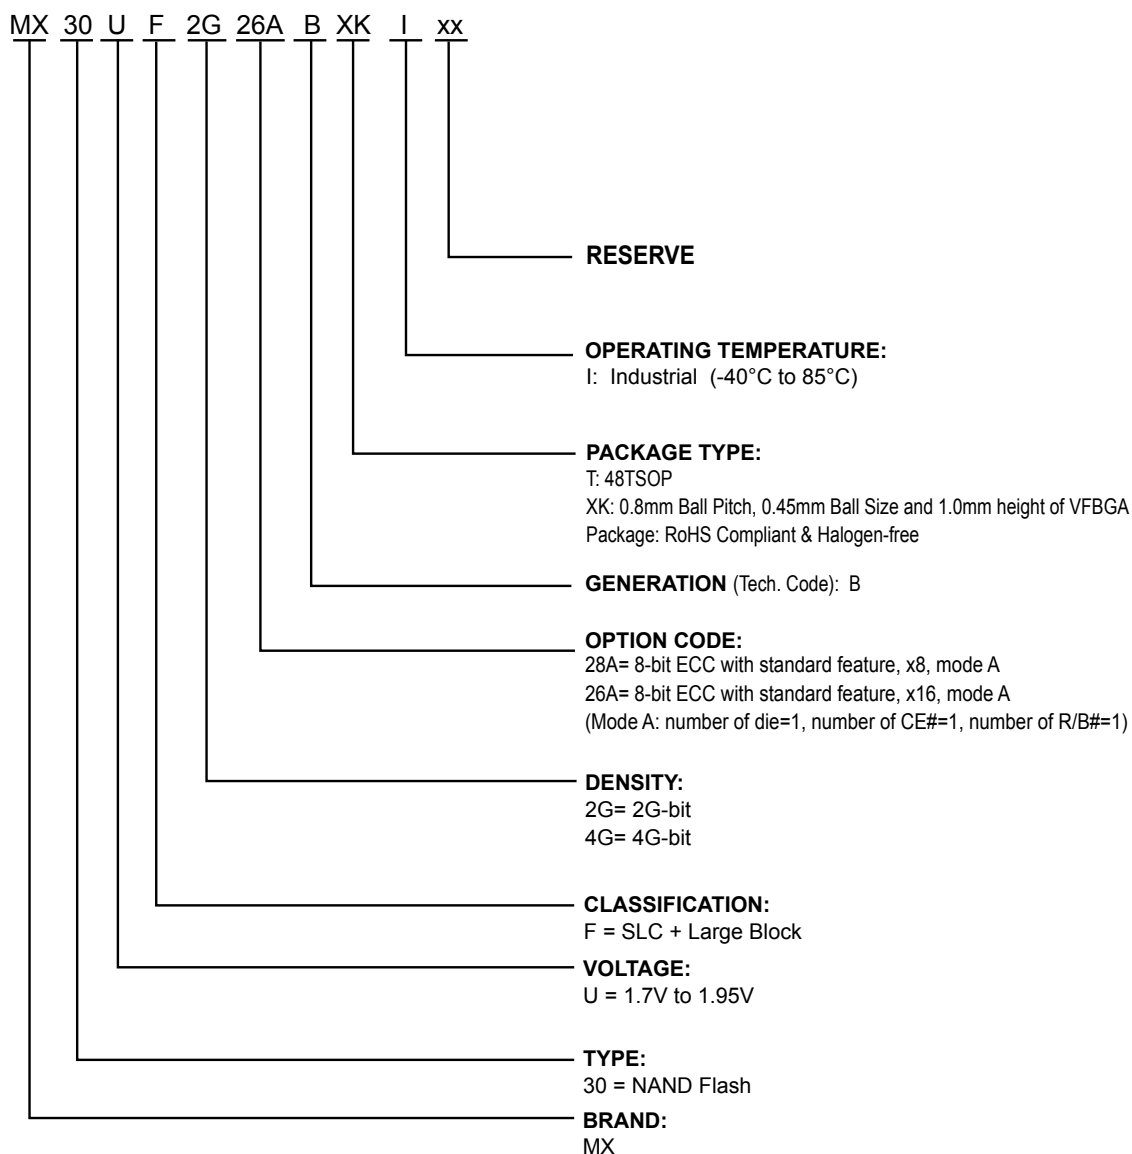 MX 30 U F 2G 26A B XK I xx
RESERVE
OPERATING TEMPERATURE:
I: Industrial (-40°C to 85°C)
PACKAGE TYPE:
T: 48TSOP
XK: 0.8mm Ball Pitch, 0.45mm Ball Size and 1.0mm height of VFBGA
Package: RoHS Compliant & Halogen-free
GENERATION (Tech. Code): B
OPTION CODE:
28A= 8-bit ECC with standard feature, x8, mode A
26A= 8-bit ECC with standard feature, x16, mode A
(Mode A: number of die=1, number of CE#=1, number of R/B#=1)
DENSITY:
2G= 2G-bit
4G= 4G-bit
CLASSIFICATION:
F = SLC + Large Block
VOLTAGE:
U = 1.7V to 1.95V
TYPE:
30 = NAND Flash
BRAND:
MX